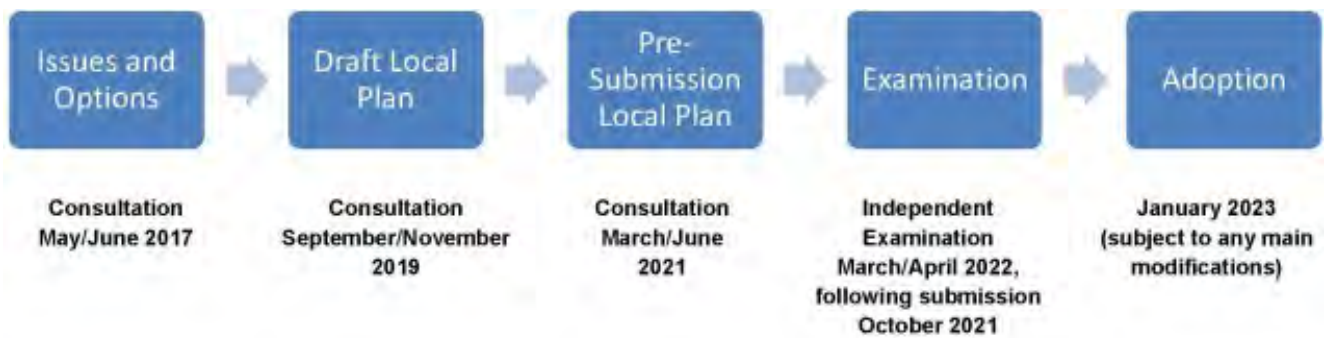 Issues and
Options
Draft Local
Plan
Pre-
Submission
Local Plan
Examination
Adoption
Consultation
May/June 2017
Consultation
September/November
2019
Consultation
March/June
2021
Independent
Examination
March/April 2022,
following submission
October 2021
January 2023
(subject to any main
modifications)